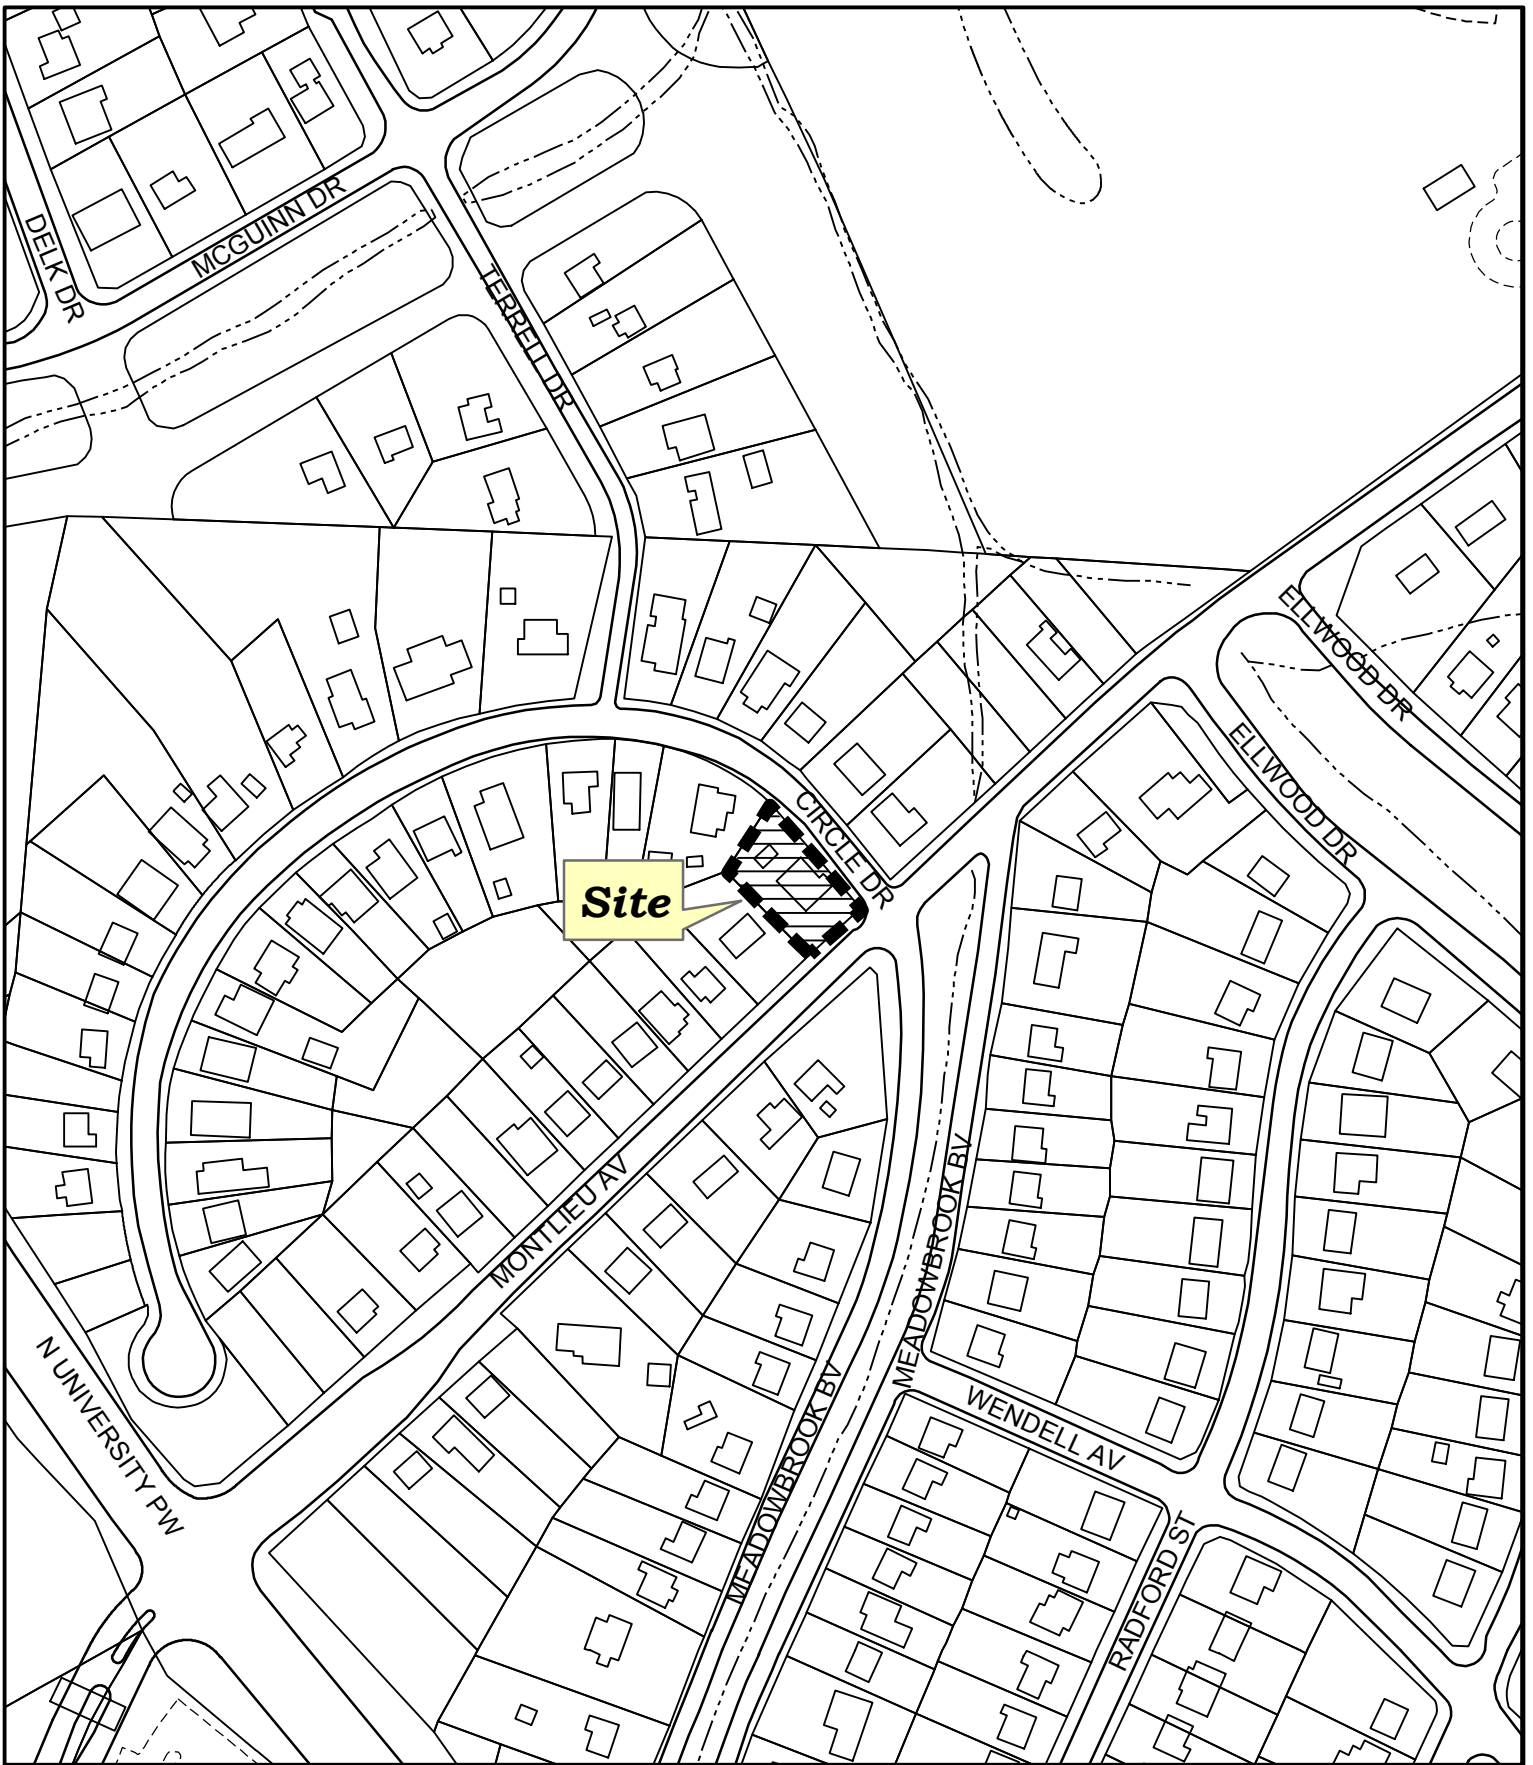 MCGUINN DR
DELK DR
TERRELL DR
ELLWOOD DR
ELLWOOD DR
CIRCLE DR
Site
MONTLIEU AV
MEADOWBROOK BV
MEADOWBROOK BV
N UNIVERSITY PW
WENDELL AV
RADFORD ST